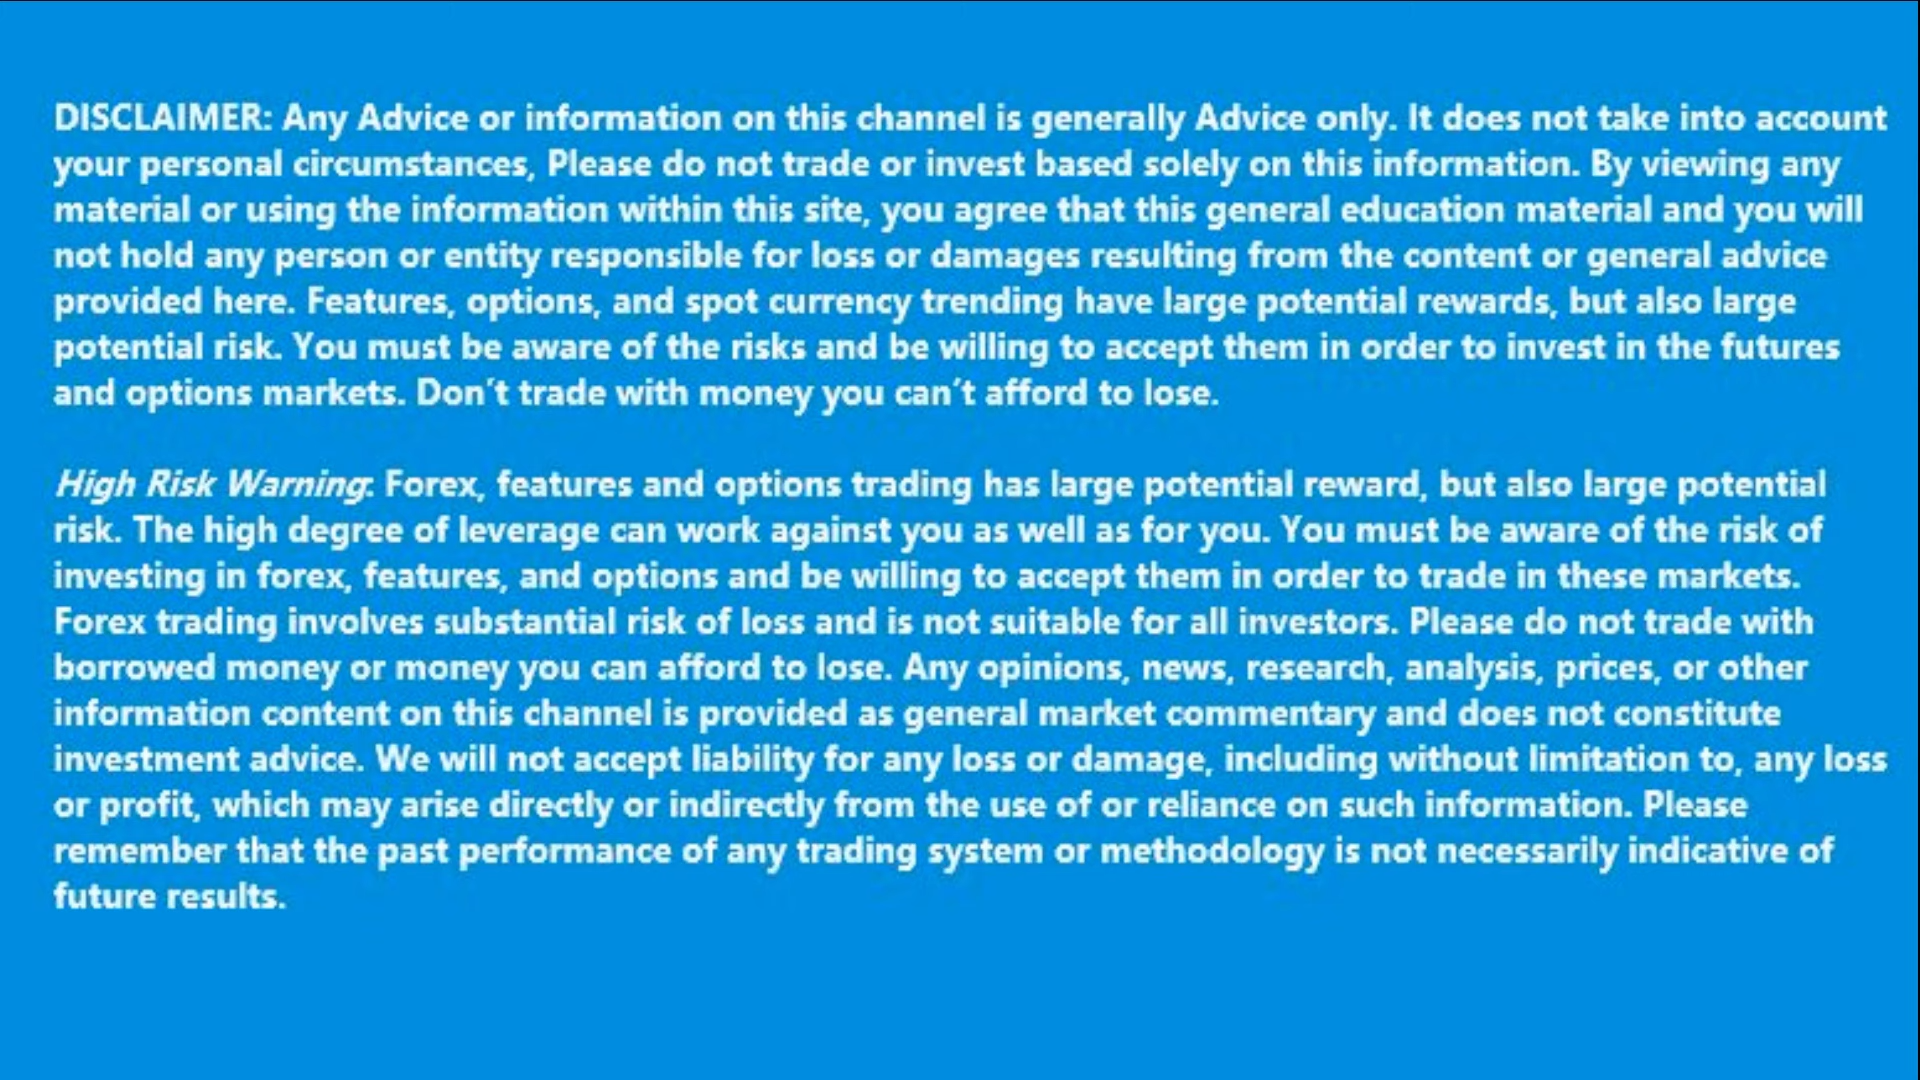 DISCLAIMER: Any Advice or information on this channel is generally Advice only. It does not take into account
your personal circumstances, Please do not trade or invest based solely on this information. By viewing any
material or using the information within this site, you agree that this general education material and you will
not hold any person or entity responsible for loss or damages resulting from the content or general advice
provided here. Features, options, and spot currency trending have large potential rewards, but also large
potential risk. You must be aware of the risks and be willing to accept them in order to invest in the futures
and options markets. Don’t trade with money you can’t afford to lose.
High Risk Warning: Forex, features and options trading has large potential reward, but also large potential
risk. The high degree of leverage can work against you as well as for you. You must be aware of the risk of
investing in forex, features, and options and be willing to accept them in order to trade in these markets.
Forex trading involves substantial risk of loss and is not suitable for all investors. Please do not trade with
borrowed money or money you can afford to lose. Any opinions, news, research, analysis, prices, or other
information content on this channel is provided as general market commentary and does not constitute
investment advice. We will not accept liability for any loss or damage, including without limitation to, any loss
or profit, which may arise directly or indirectly from the use of or reliance on such information. Please
remember that the past performance of any trading system or methodology is not necessarily indicative of
future results.